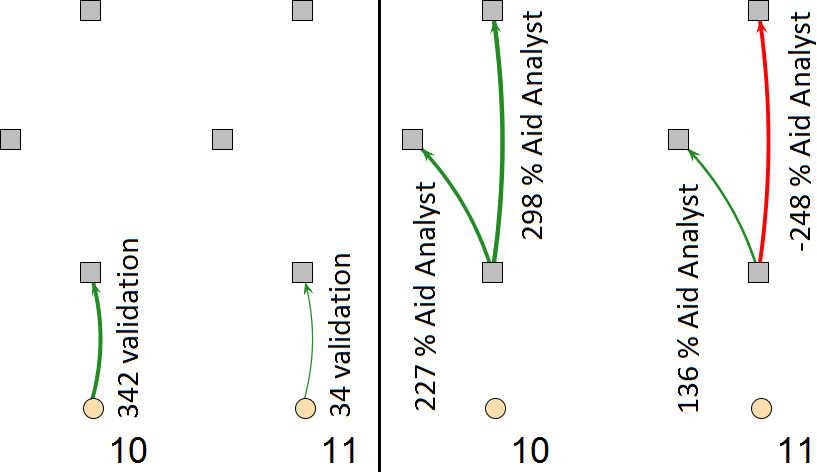 342 validation
10
34 validation
11
227 % Aid Analyst
298 % Aid Analyst
10
136 % Aid Analyst
-248 % Aid Analyst
11